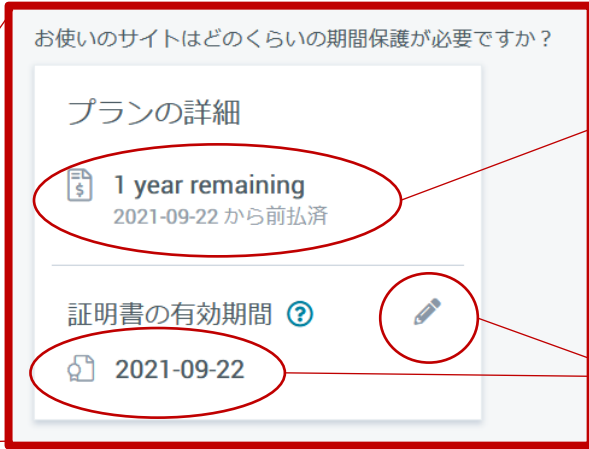 お使いのサイトはどのくらいの期間保護が必要ですか？
プランの詳細
$ 1 year remaining
2021-09-22 から前払済
証明書の有効期間 ?
2021-09-22